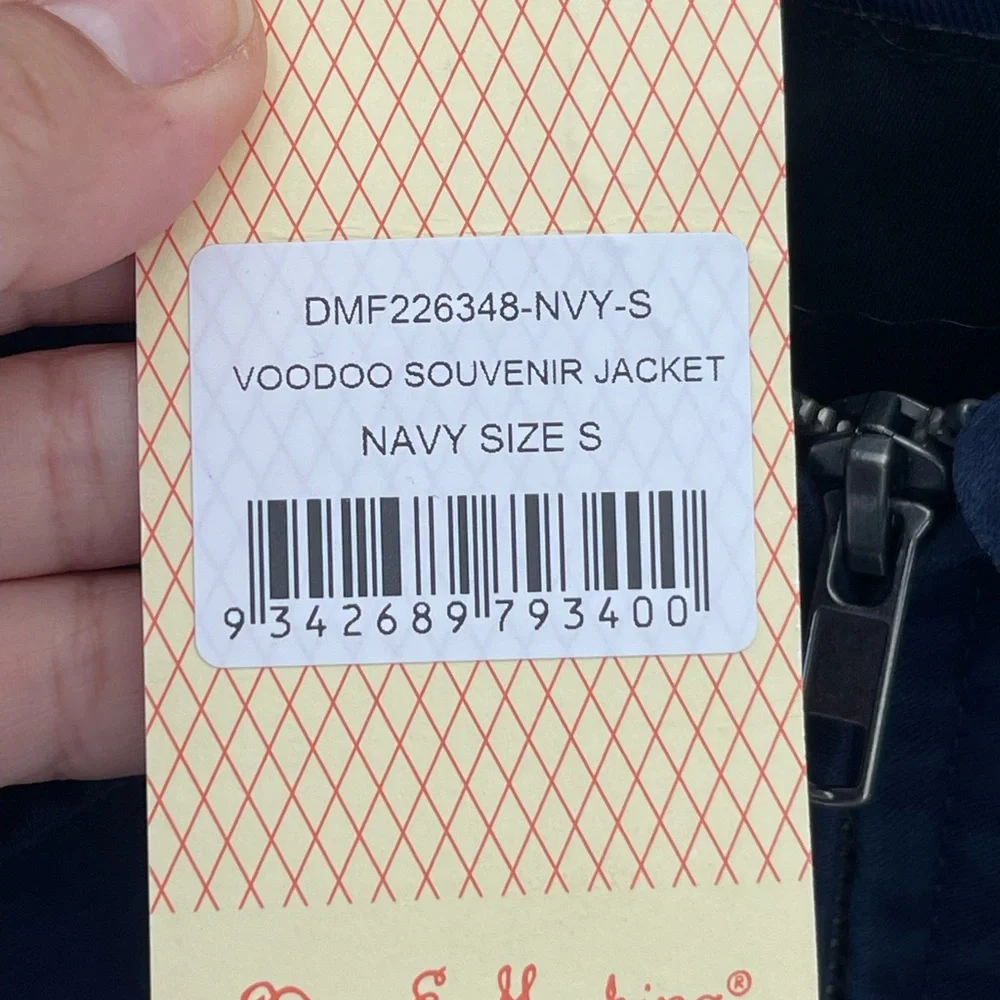 DMF226348-NVY-S
VOODOO SOUVENIR JACKET
NAVY SIZE S
9 342689 793400
®